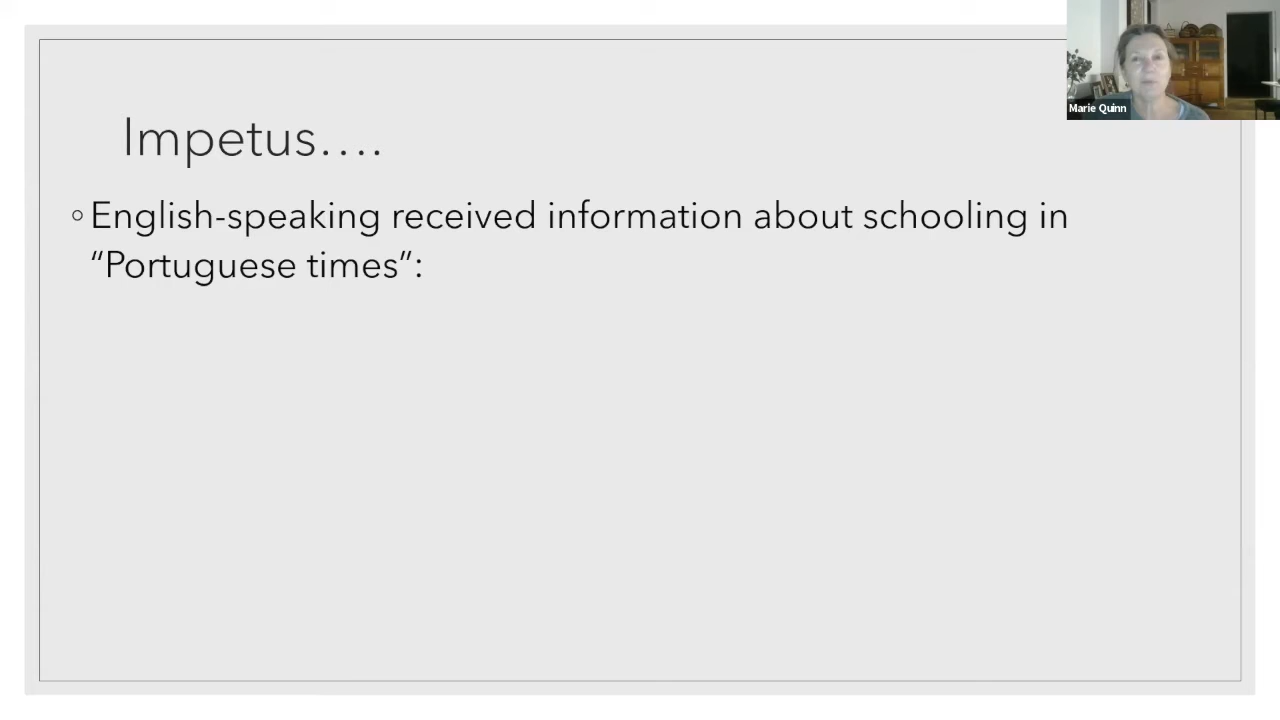 Marie Quinn
Impetus….
◦English-speaking received information about schooling in
“Portuguese times”: